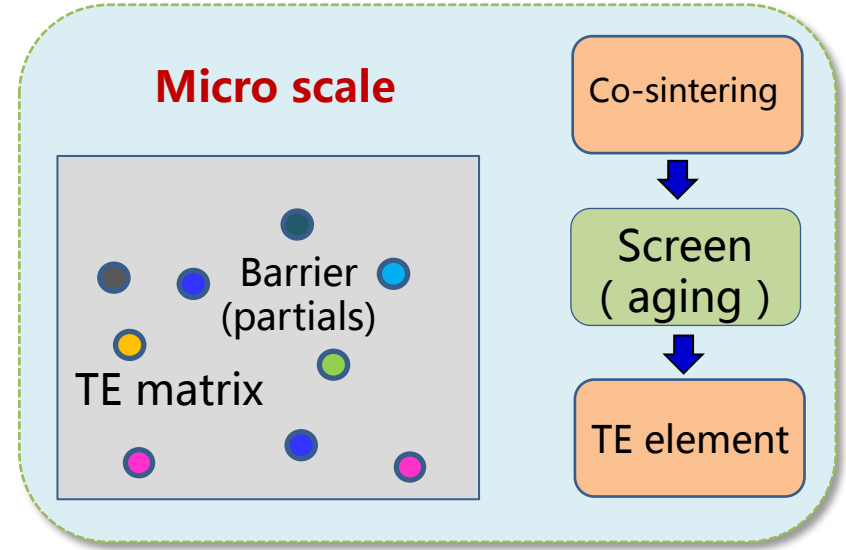 Micro scale
Barrier
(partials)
TE matrix
Co-sintering
Screen
( aging )
TE element